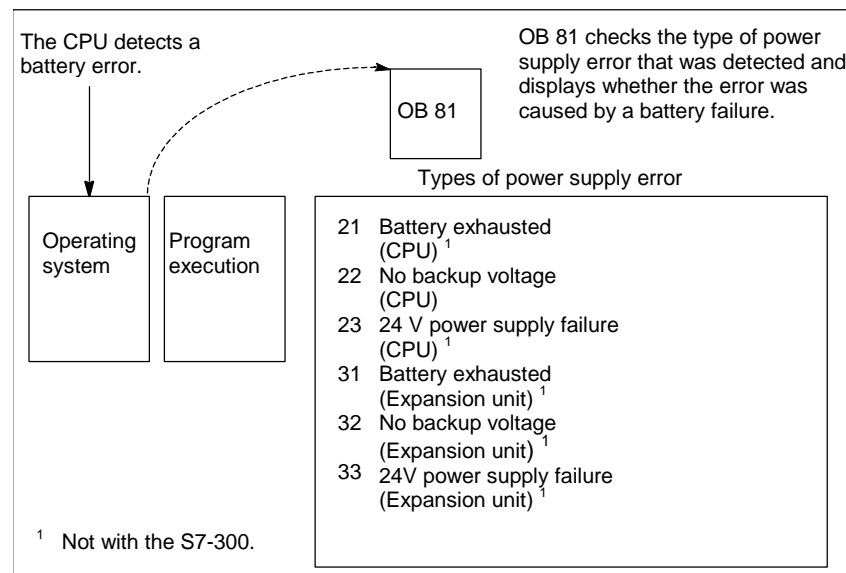 The CPU detects a
battery error.
OB 81
OB 81 checks the type of power
supply error that was detected and
displays whether the error was
caused by a battery failure.
Operating
system
Program
execution
Types of power supply error
21 Battery exhausted
(CPU) 1
22 No backup voltage
(CPU)
23 24 V power supply failure
(CPU) 1
31 Battery exhausted
(Expansion unit) 1
32 No backup voltage
(Expansion unit) 1
33 24V power supply failure
(Expansion unit) 1
1 Not with the S7-300.